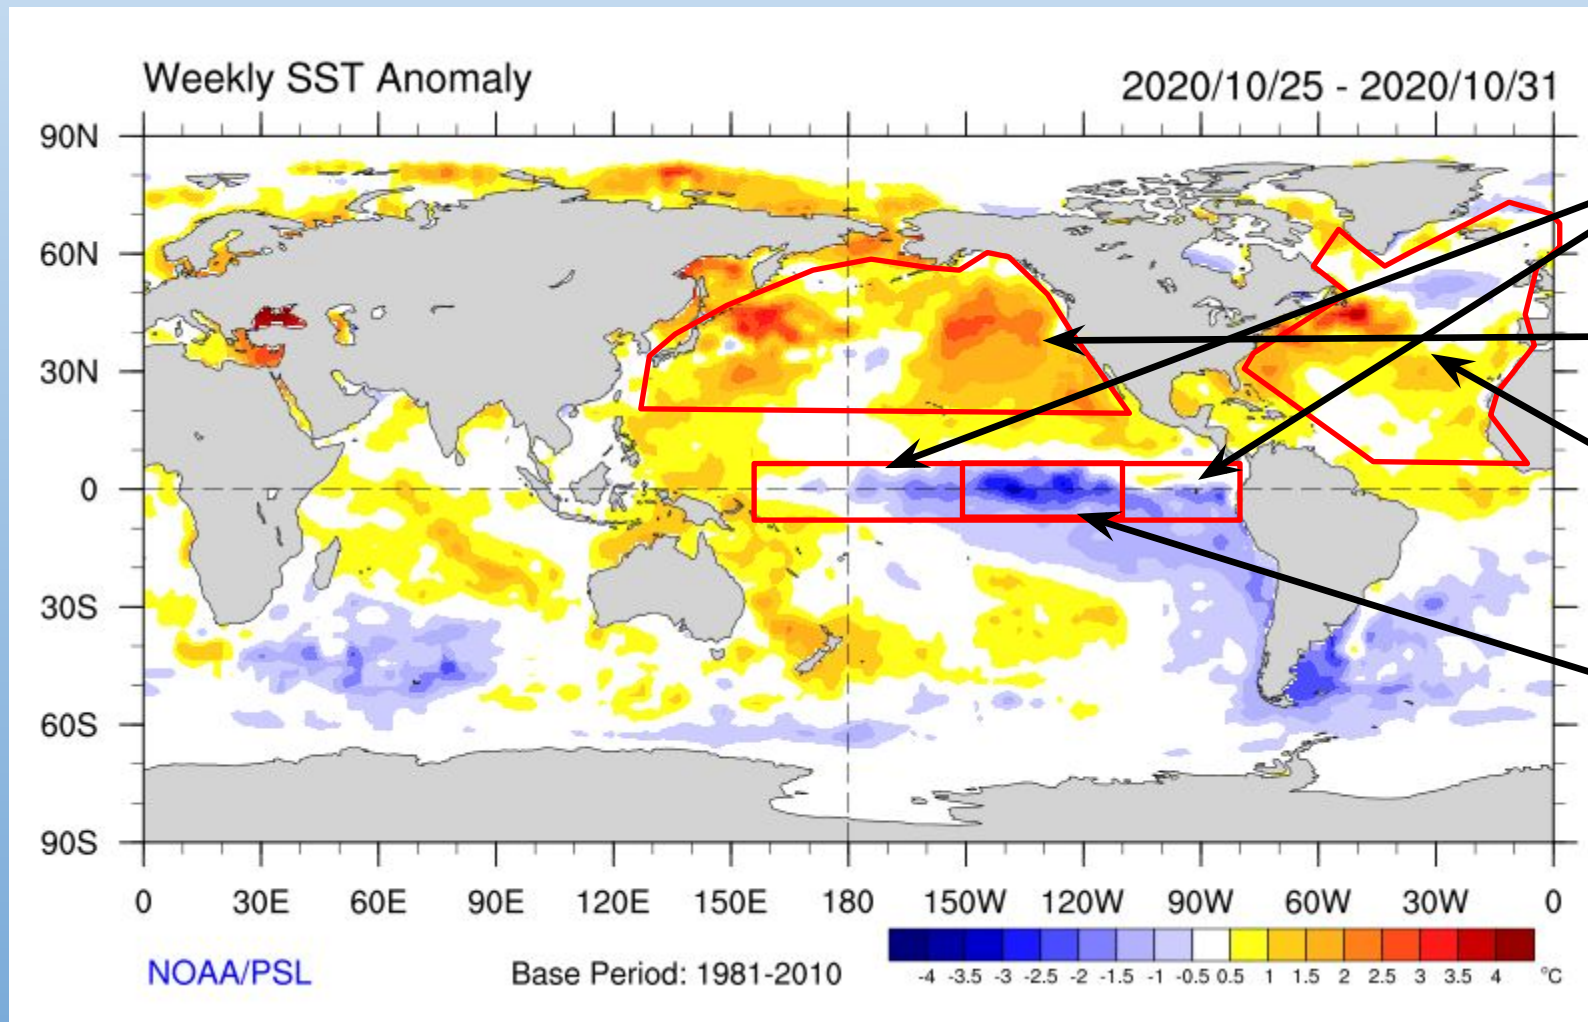 Weekly SST Anomaly
2020/10/25 - 2020/10/31
90N
60N
30N
0
30S
60S
90S
0 30E 60E 90E 120E 150E 180 150W 120W 90W 60W 30W 0
NOAA/PSL
Base Period: 1981-2010
-4 -3.5 -3 -2.5 -2 -1.5 -1 -0.5 0.5 1 1.5 2 2.5 3 3.5 4 °C